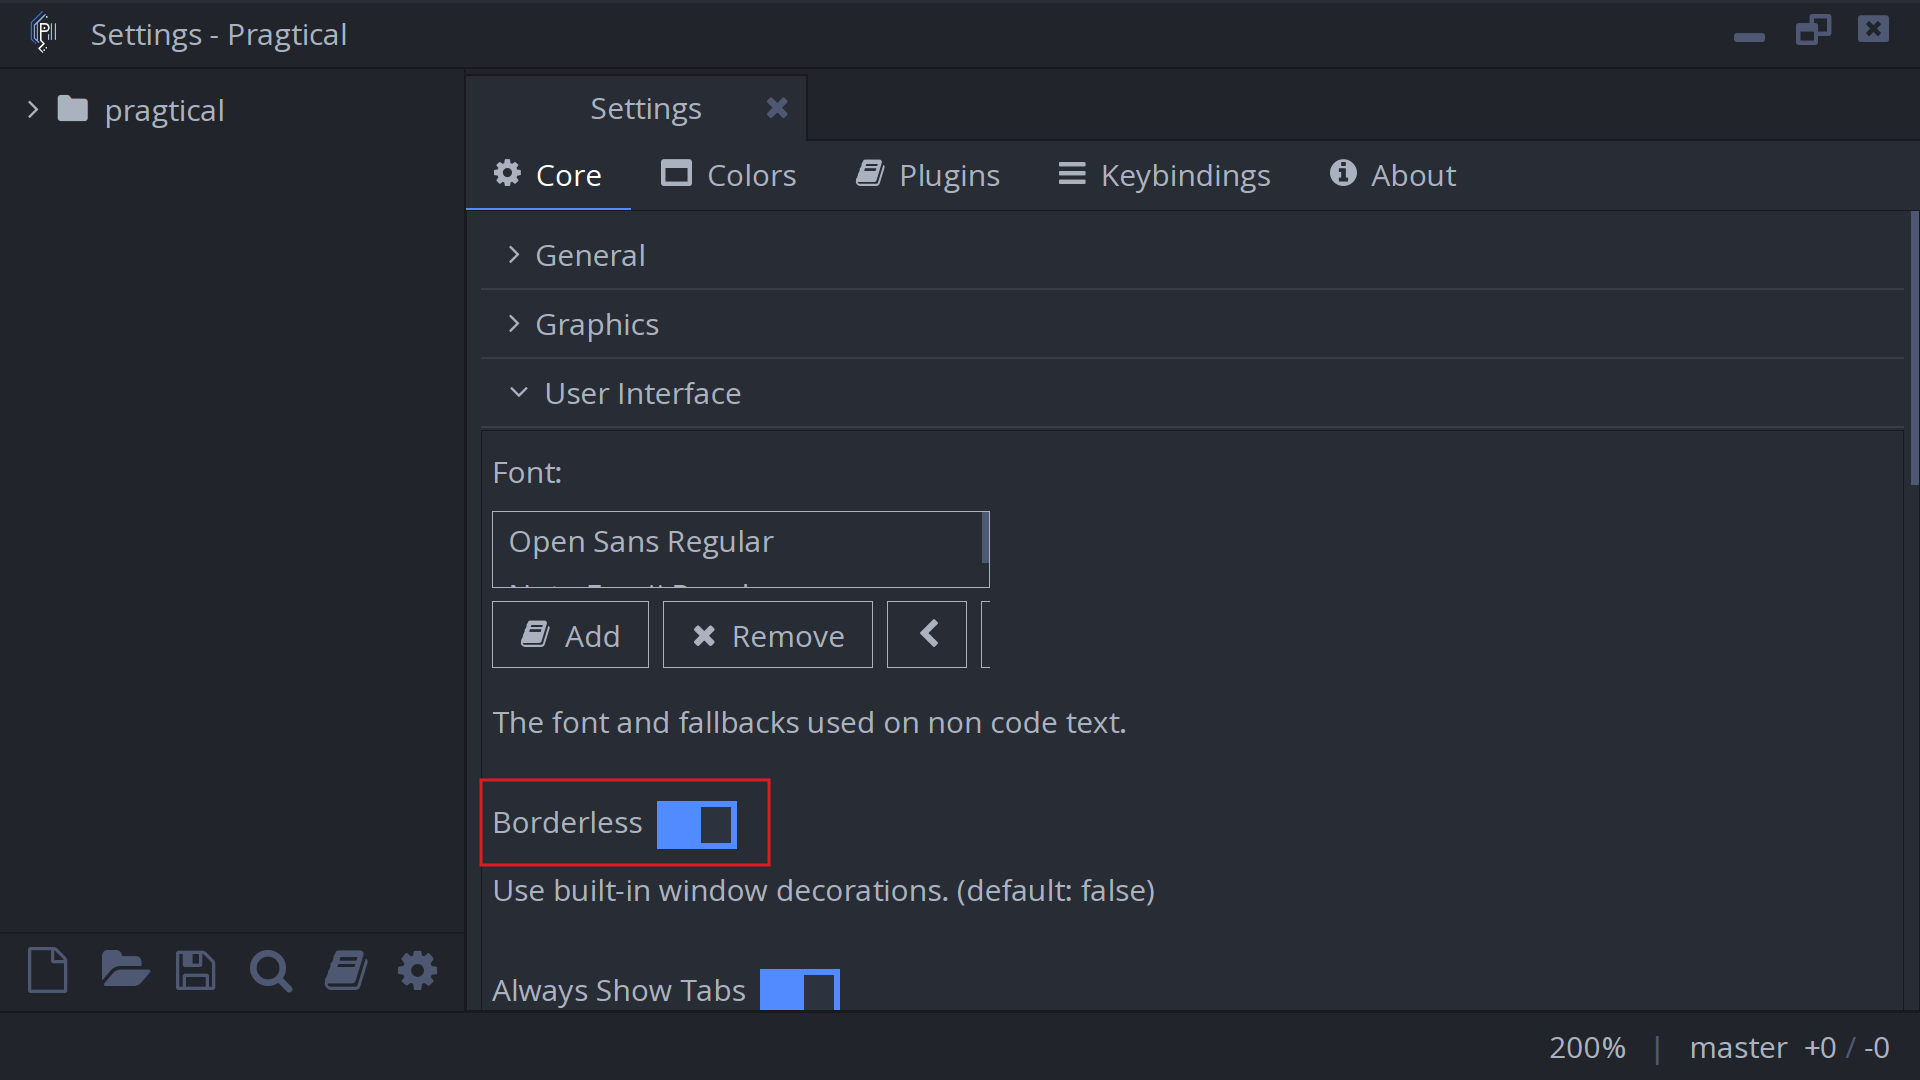 Settings - Pragtical
pragtical
Settings
Core Colors Plugins Keybindings About
General
Graphics
User Interface
Font:
Open Sans Regular
Add Remove
The font and fallbacks used on non code text.
Borderless
Use built-in window decorations. (default: false)
Always Show Tabs
200% | master +0 / -0